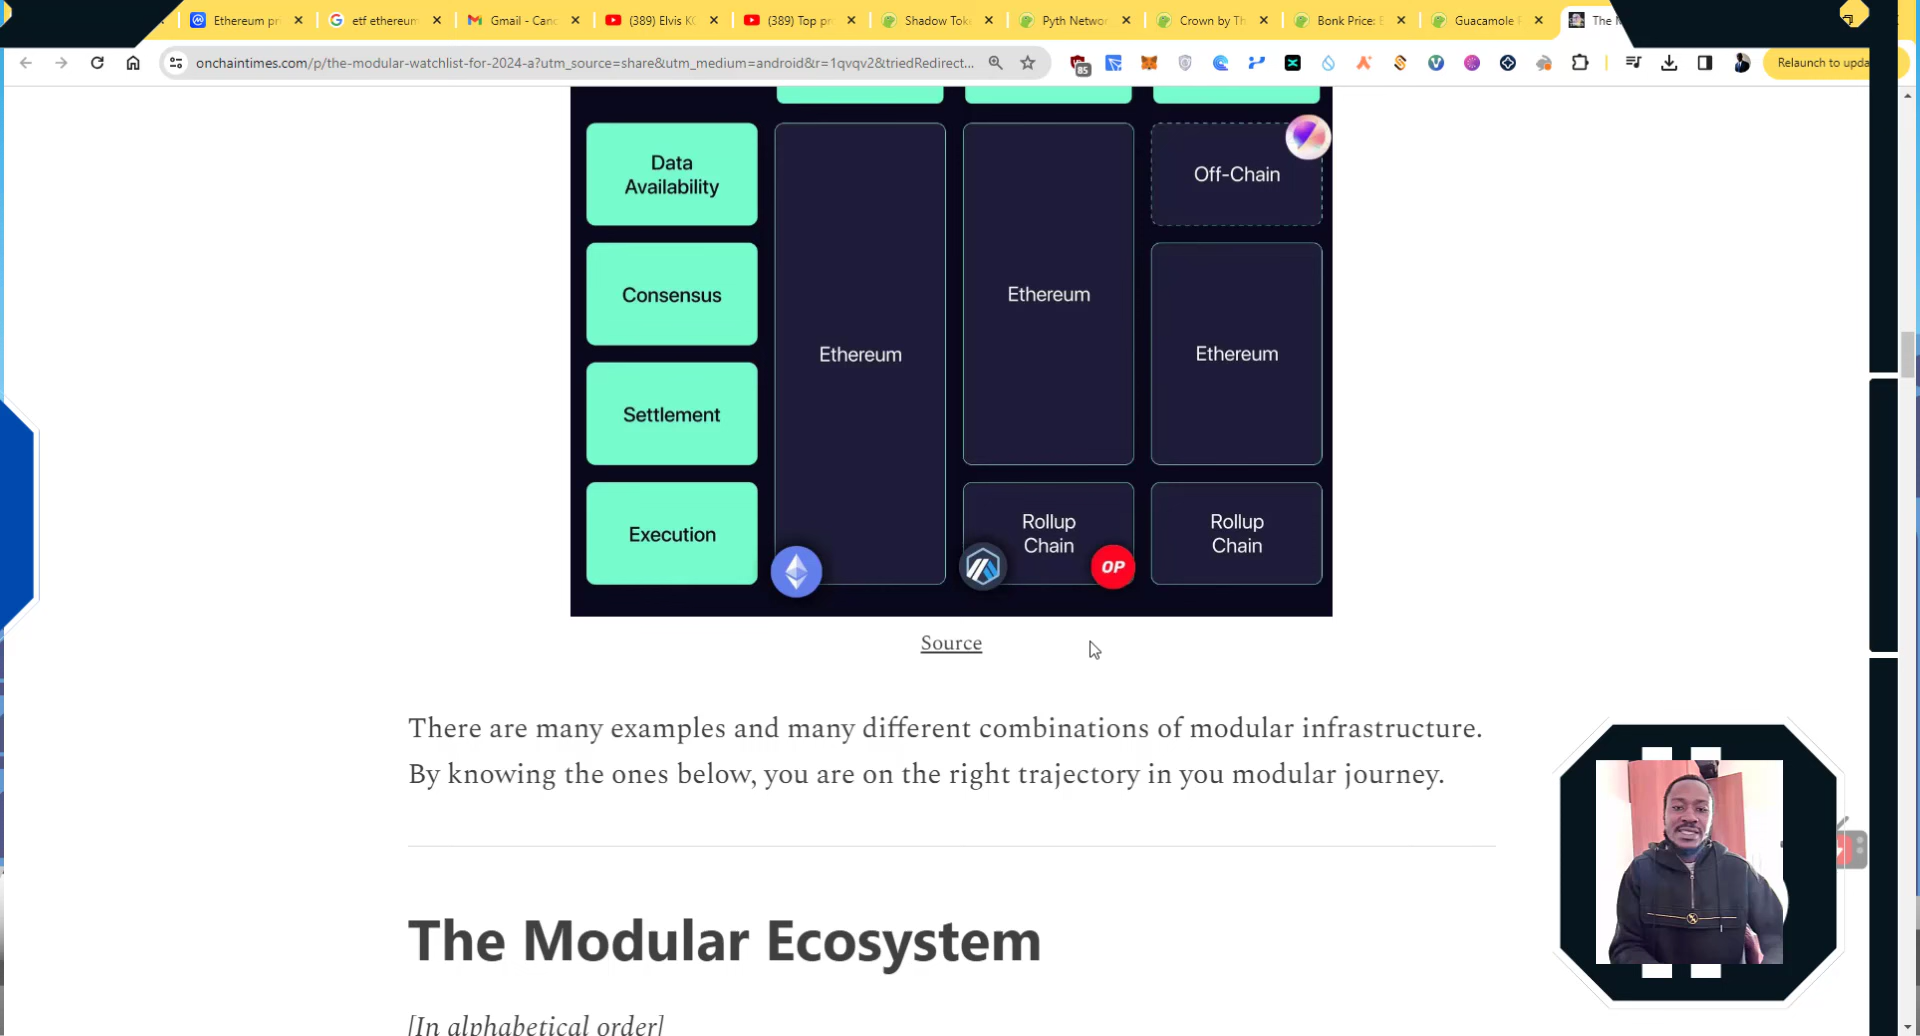 Ethereum pri
etf ethereum
Gmail - Canc
(389) Elvis KO
(389) Top pr
Shadow Tok
Pyth Networ
Crown by Th
Bonk Price:
Guacamole
The
onchaintimes.com/p/the-modular-watchlist-for-2024-a?utm_source=share&utm_medium=android&r=1qvqv2&triedRedirect...
85
Relaunch to upda
Data
Availability
Off-Chain
Consensus
Ethereum
Ethereum
Ethereum
Settlement
Execution
Rollup
Chain
OP
Rollup
Chain
Source
There are many examples and many different combinations of modular infrastructure.
By knowing the ones below, you are on the right trajectory in you modular journey.
The Modular Ecosystem
[In alphabetical order]